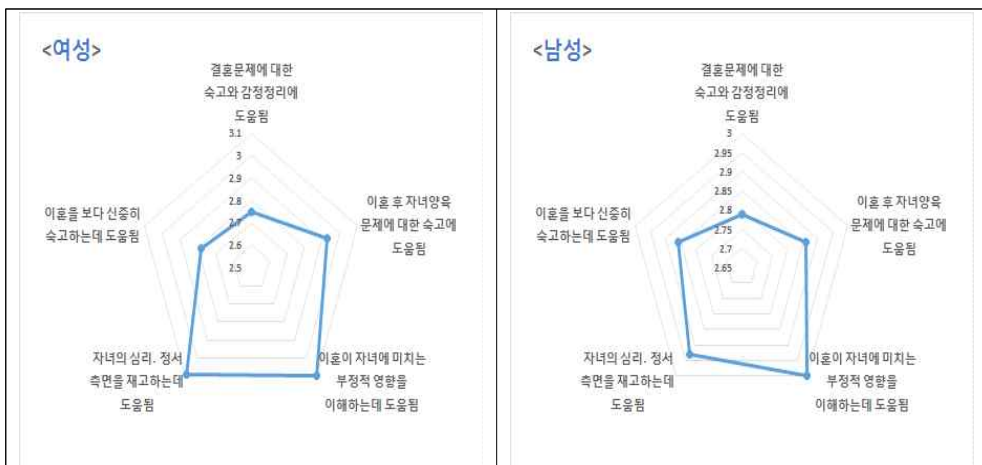 <여성>
결혼문제에 대한
숙고와 감정정리에
도움됨
3.1
3
2.9
2.8
2.7
2.6
2.5
이혼 후 자녀양육
문제에 대한 숙고에
도움됨
이혼이 자녀에 미치는
부정적 영향을
이해하는데 도움됨
자녀의 심리. 정서
측면을 재고하는데
도움됨
이혼을 보다 신중히
숙고하는데 도움됨
<남성>
결혼문제에 대한
숙고와 감정정리에
도움됨
3
2.95
2.9
2.85
2.8
2.75
2.7
2.65
이혼 후 자녀양육
문제에 대한 숙고에
도움됨
이혼이 자녀에 미치는
부정적 영향을
이해하는데 도움됨
자녀의 심리. 정서
측면을 재고하는데
도움됨
이혼을 보다 신중히
숙고하는데 도움됨